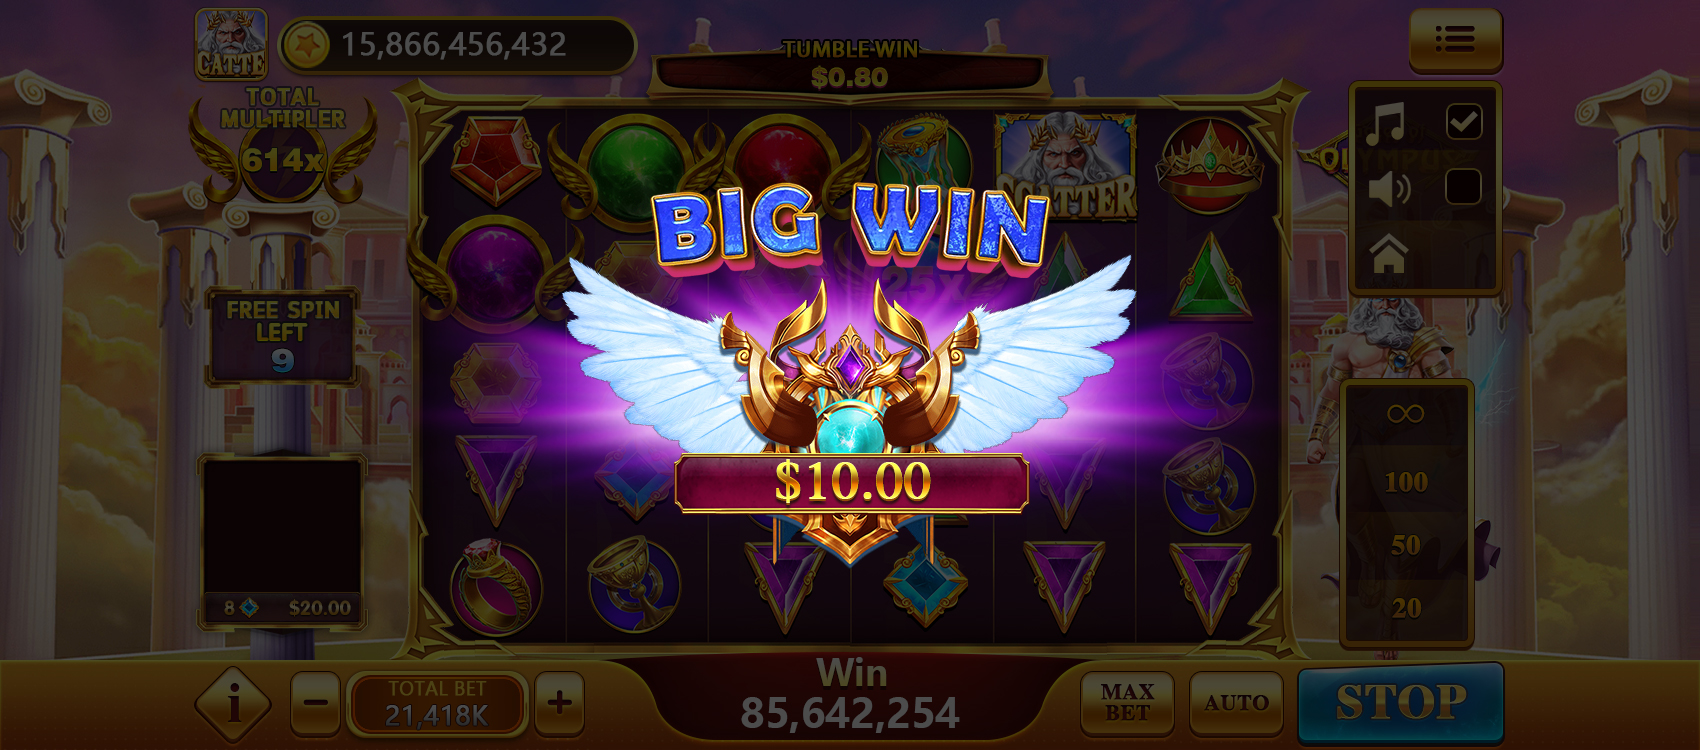 CATTE
15,866,456,432
TUMBLE WIN
$0.80
TOTAL
MULTIPLER
614x
SCATTER
OLYMPUS
BIG WIN
25x
FREE SPIN
LEFT
9
$10.00
8 $20.00
∞
100
50
20
i
TOTAL BET
21,418K
Win
85,642,254
MAX
BET
AUTO
STOP